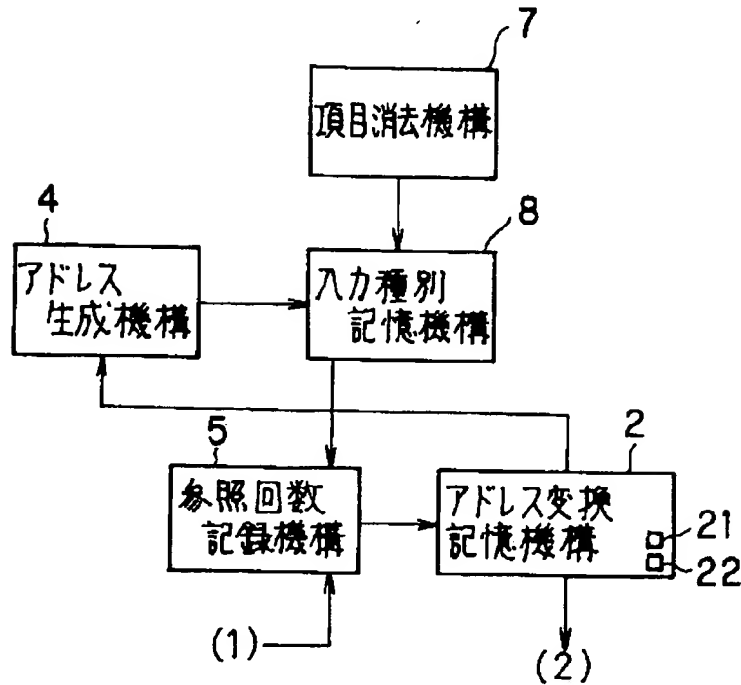 7
項目消去機構
4
8
アドレス
生成機構
入力種別
記憶機構
5
2
参照回数
記録機構
アドレス変換
記憶機構
21
22
(1)
(2)